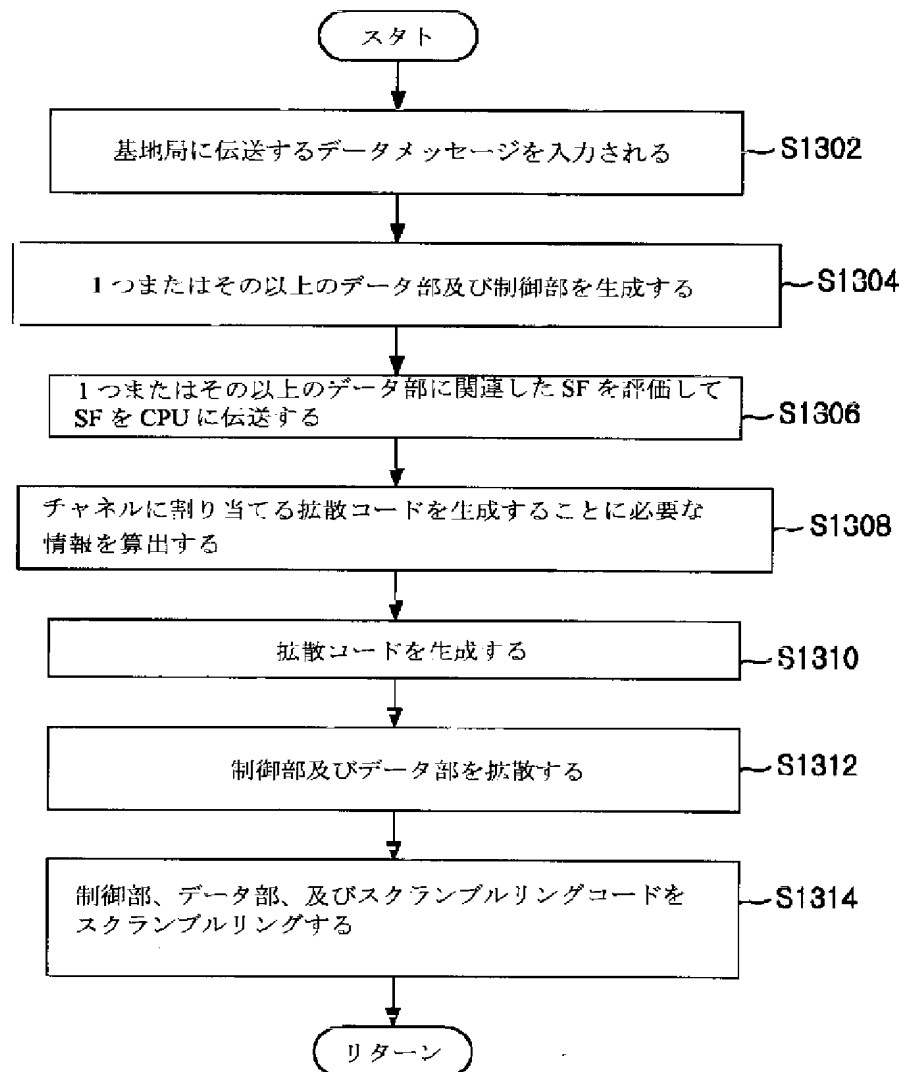 スタト
基地局に伝送するデータメッセージを入力される
S1302
1つまたはその以上のデータ部及び制御部を生成する
S1304
1つまたはその以上のデータ部に関連した SF を評価して
SF を CPU に伝送する
S1306
チャネルに割り当てる拡散コードを生成することに必要な
情報を算出する
S1308
拡散コードを生成する
S1310
制御部及びデータ部を拡散する
S1312
制御部、データ部、及びスクランブルリングコードを
スクランブルリングする
S1314
リターン